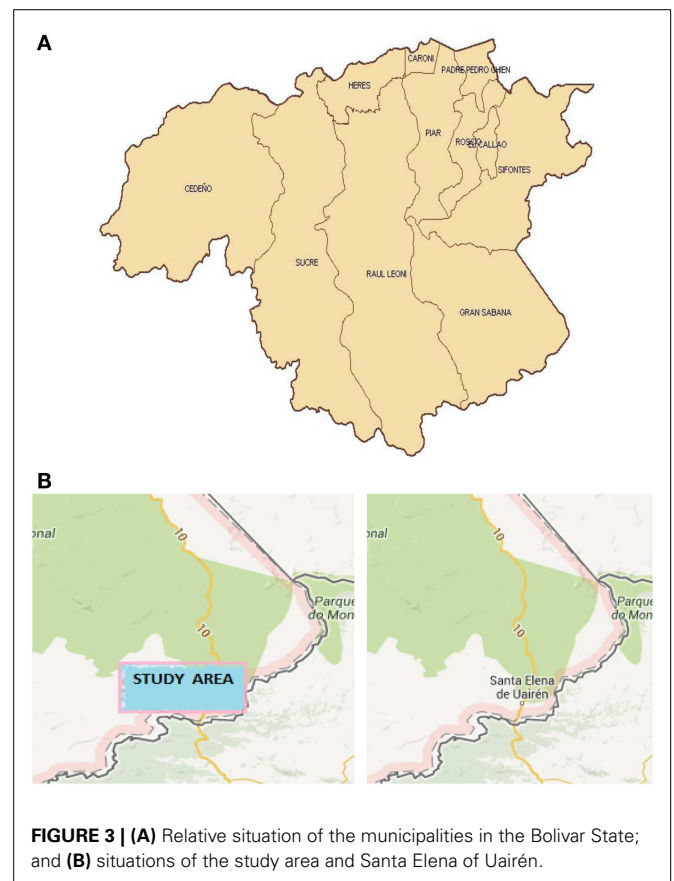 A
CARONI
PADRE PEDRO CHIEN
HERES
PIAR
ROSCIO
EL CALLAO
SIFONTES
CEDEÑO
SUCRE
RAUL LEONI
GRAN SABANA
B
onal
10
10
Parque
do Mon
STUDY AREA
onal
10
10
Parque
do Mon
Santa Elena
de Uairén
FIGURE 3 | (A) Relative situation of the municipalities in the Bolivar State;
and (B) situations of the study area and Santa Elena of Uairén.